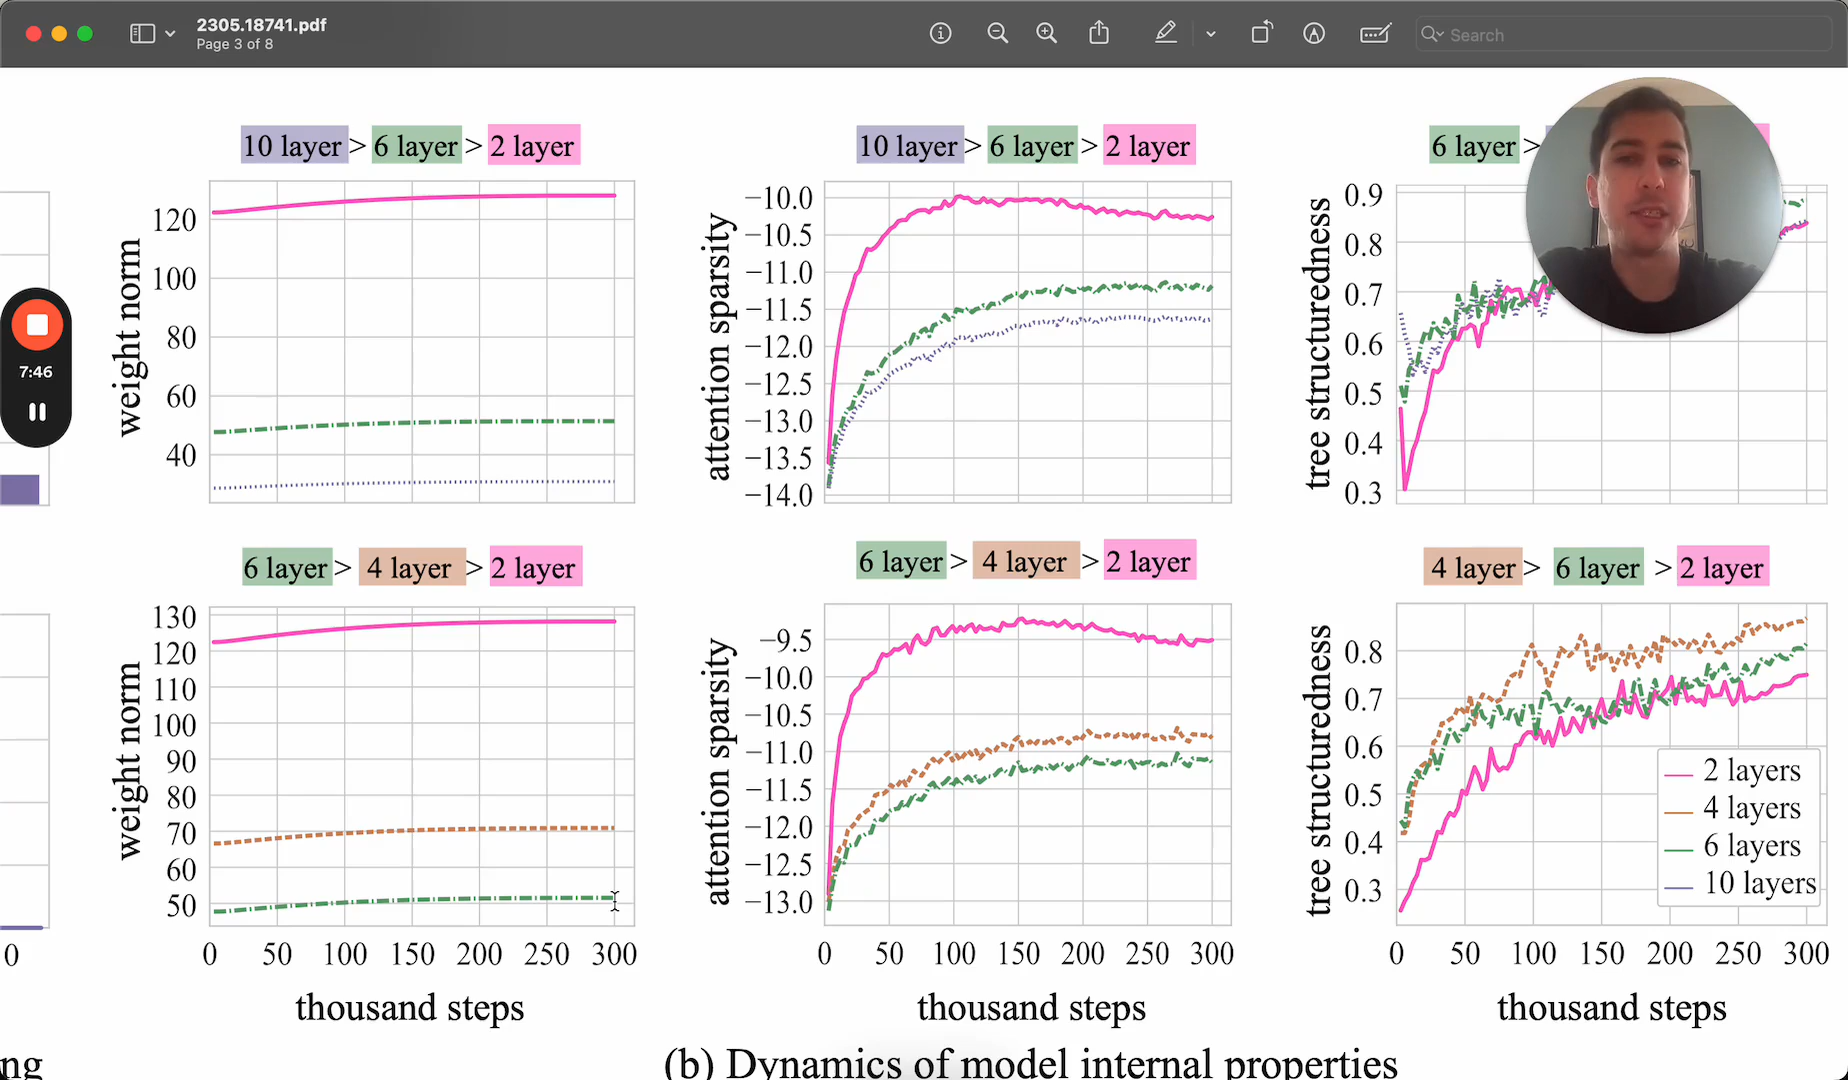 2305.18741.pdf
Page 3 of 8
Search
7:46
10 layer > 6 layer > 2 layer
weight norm
120
100
80
60
40
10 layer > 6 layer > 2 layer
attention sparsity
−10.0
−10.5
−11.0
−11.5
−12.0
−12.5
−13.0
−13.5
−14.0
6 layer >
tree structuredness
0.9
0.8
0.7
0.6
0.5
0.4
0.3
6 layer > 4 layer > 2 layer
weight norm
130
120
110
100
90
80
70
60
50
0 50 100 150 200 250 300
thousand steps
6 layer > 4 layer > 2 layer
attention sparsity
−9.5
−10.0
−10.5
−11.0
−11.5
−12.0
−12.5
−13.0
0 50 100 150 200 250 300
thousand steps
4 layer > 6 layer > 2 layer
tree structuredness
0.8
0.7
0.6
0.5
0.4
0.3
2 layers
4 layers
6 layers
10 layers
0 50 100 150 200 250 300
thousand steps
0
ng
(b) Dynamics of model internal properties